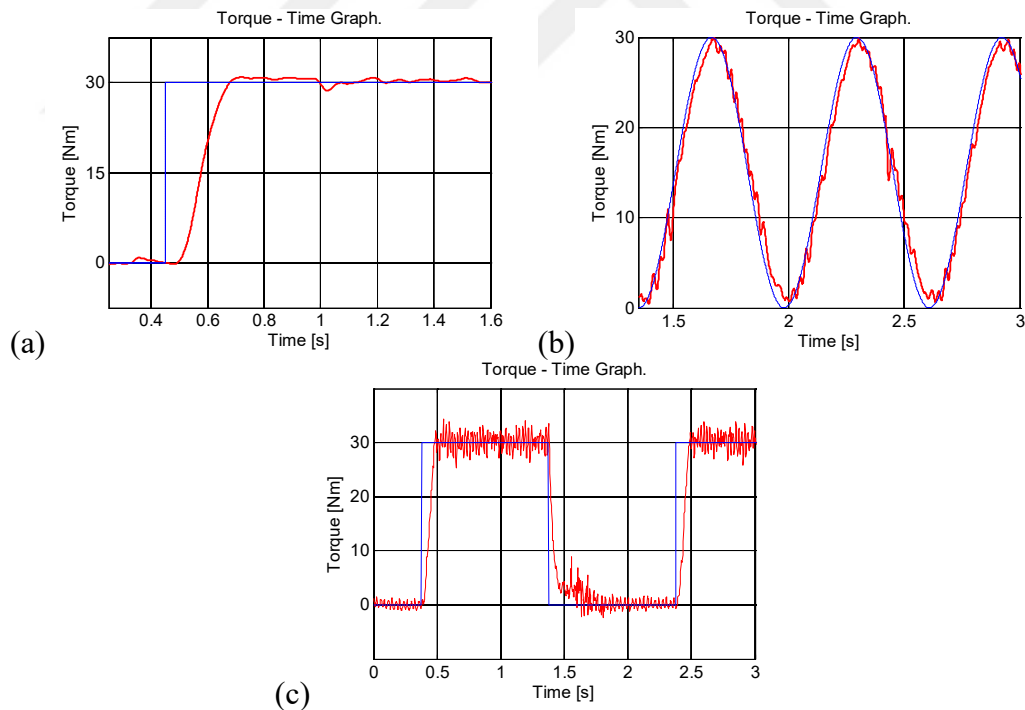 Torque - Time Graph.
30
15
0
Torque [Nm]
0.4 0.6 0.8 1 1.2 1.4 1.6
Time [s]
(a)
Torque - Time Graph.
30
20
10
0
Torque [Nm]
1.5 2 2.5 3
Time [s]
(b)
Torque - Time Graph.
30
20
10
0
Torque [Nm]
0 0.5 1 1.5 2 2.5 3
Time [s]
(c)